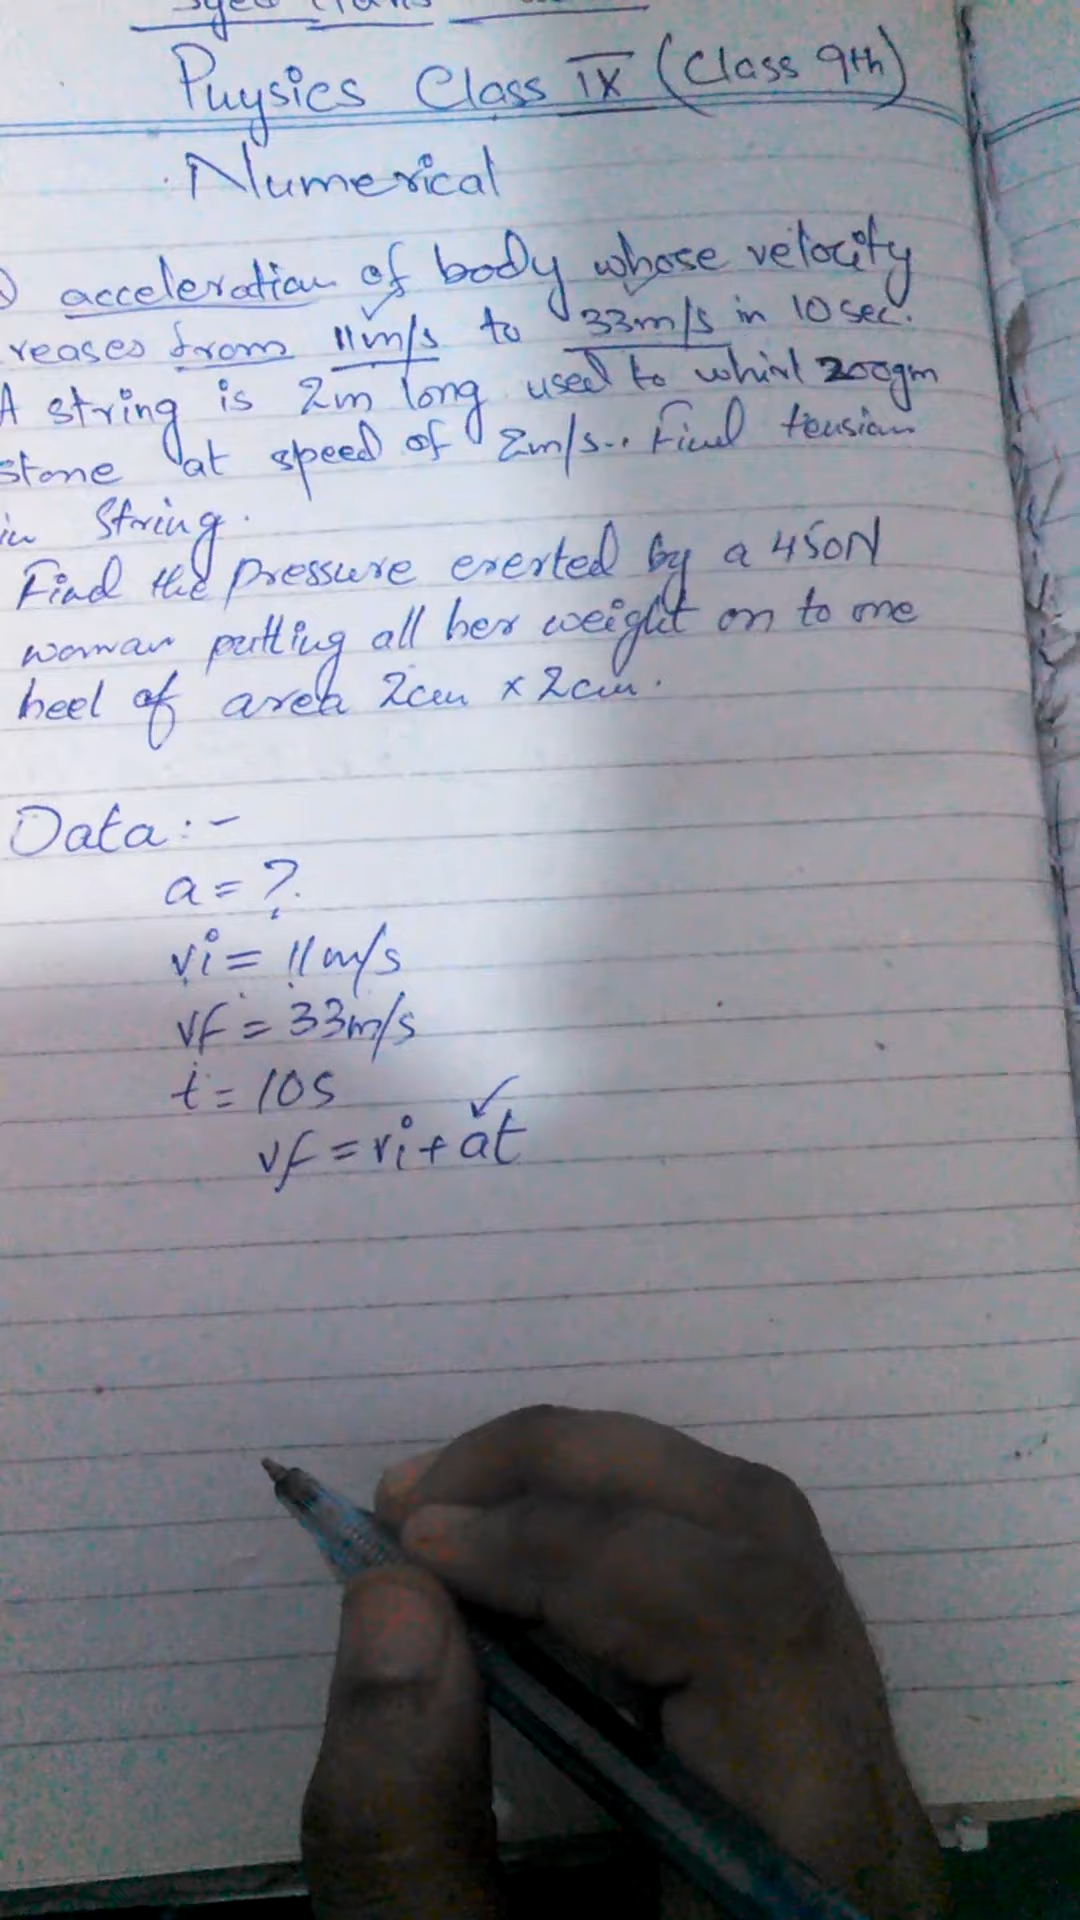 Physics Class IX (Class 9th)
Numerical
acceleration of body whose velocity
reases from 11m/s to 33m/s in 10 sec.
A string is 2m long used to whirl 200gm
stone at speed of 2m/s.. Find tension
in String.
Find the pressure exerted by a 450N
woman putting all her weight on to one
heel of area 2cm x 2cm.
Data :-
a = ?
vi = 11m/s
vf = 33m/s
t = 10s
vf = vi + at